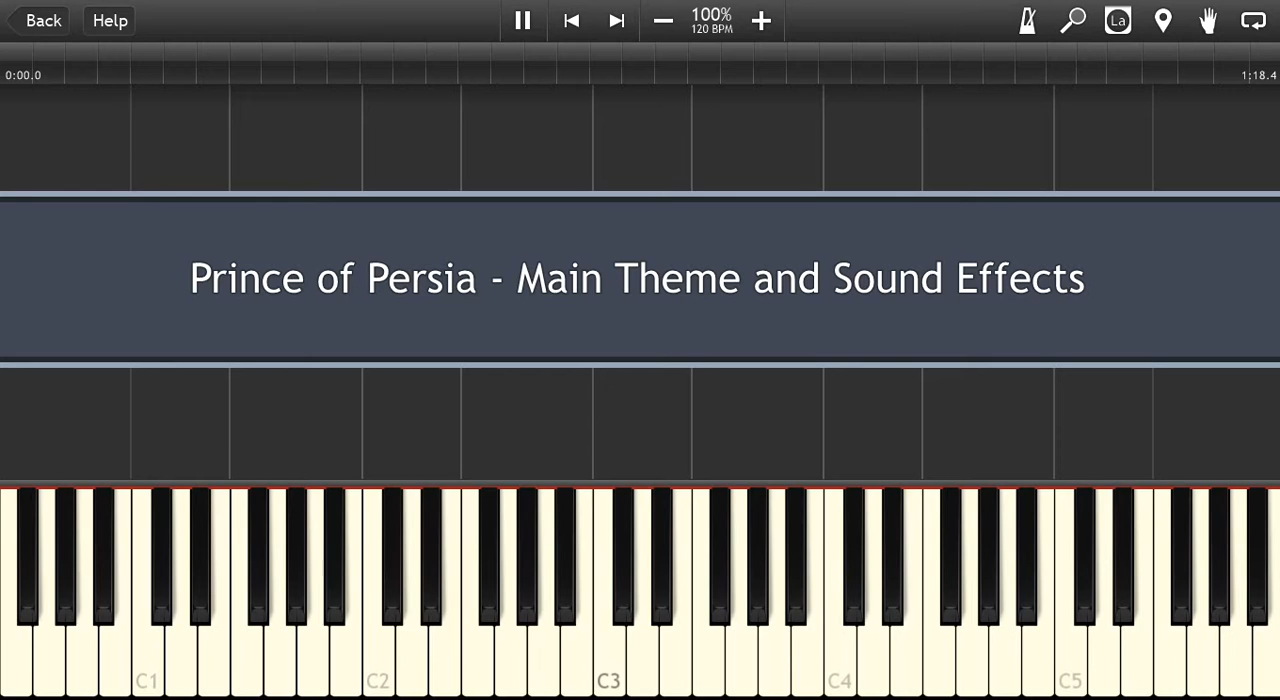 Back
Help
100%
120 BPM
La
0:00.0
1:18.4
Prince of Persia - Main Theme and Sound Effects
C1
C2
C3
C4
C5